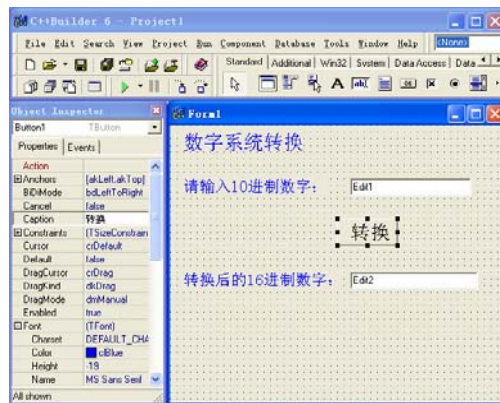 C++Builder 6 - Project1
File Edit Search View Project Run Component Database Tools Window Help <None>
Standard Additional Win32 System Data Access Data
Object Inspector
Button1 TButton
Properties Events
Action
Anchors [akLeft,akTop]
BiDiMode bdLeftToRight
Cancel false
Caption 转换
Constraints (TSizeConstrain
Cursor crDefault
Default false
DragCursor crDrag
DragKind dkDrag
DragMode dmManual
Enabled true
Font (TFont)
Charset DEFAULT_CHA
Color clBlue
Height -19
Name MS Sans Serif
All shown
Form1
数字系统转换
请输入10进制数字: Edit1
转换
转换后的16进制数字: Edit2